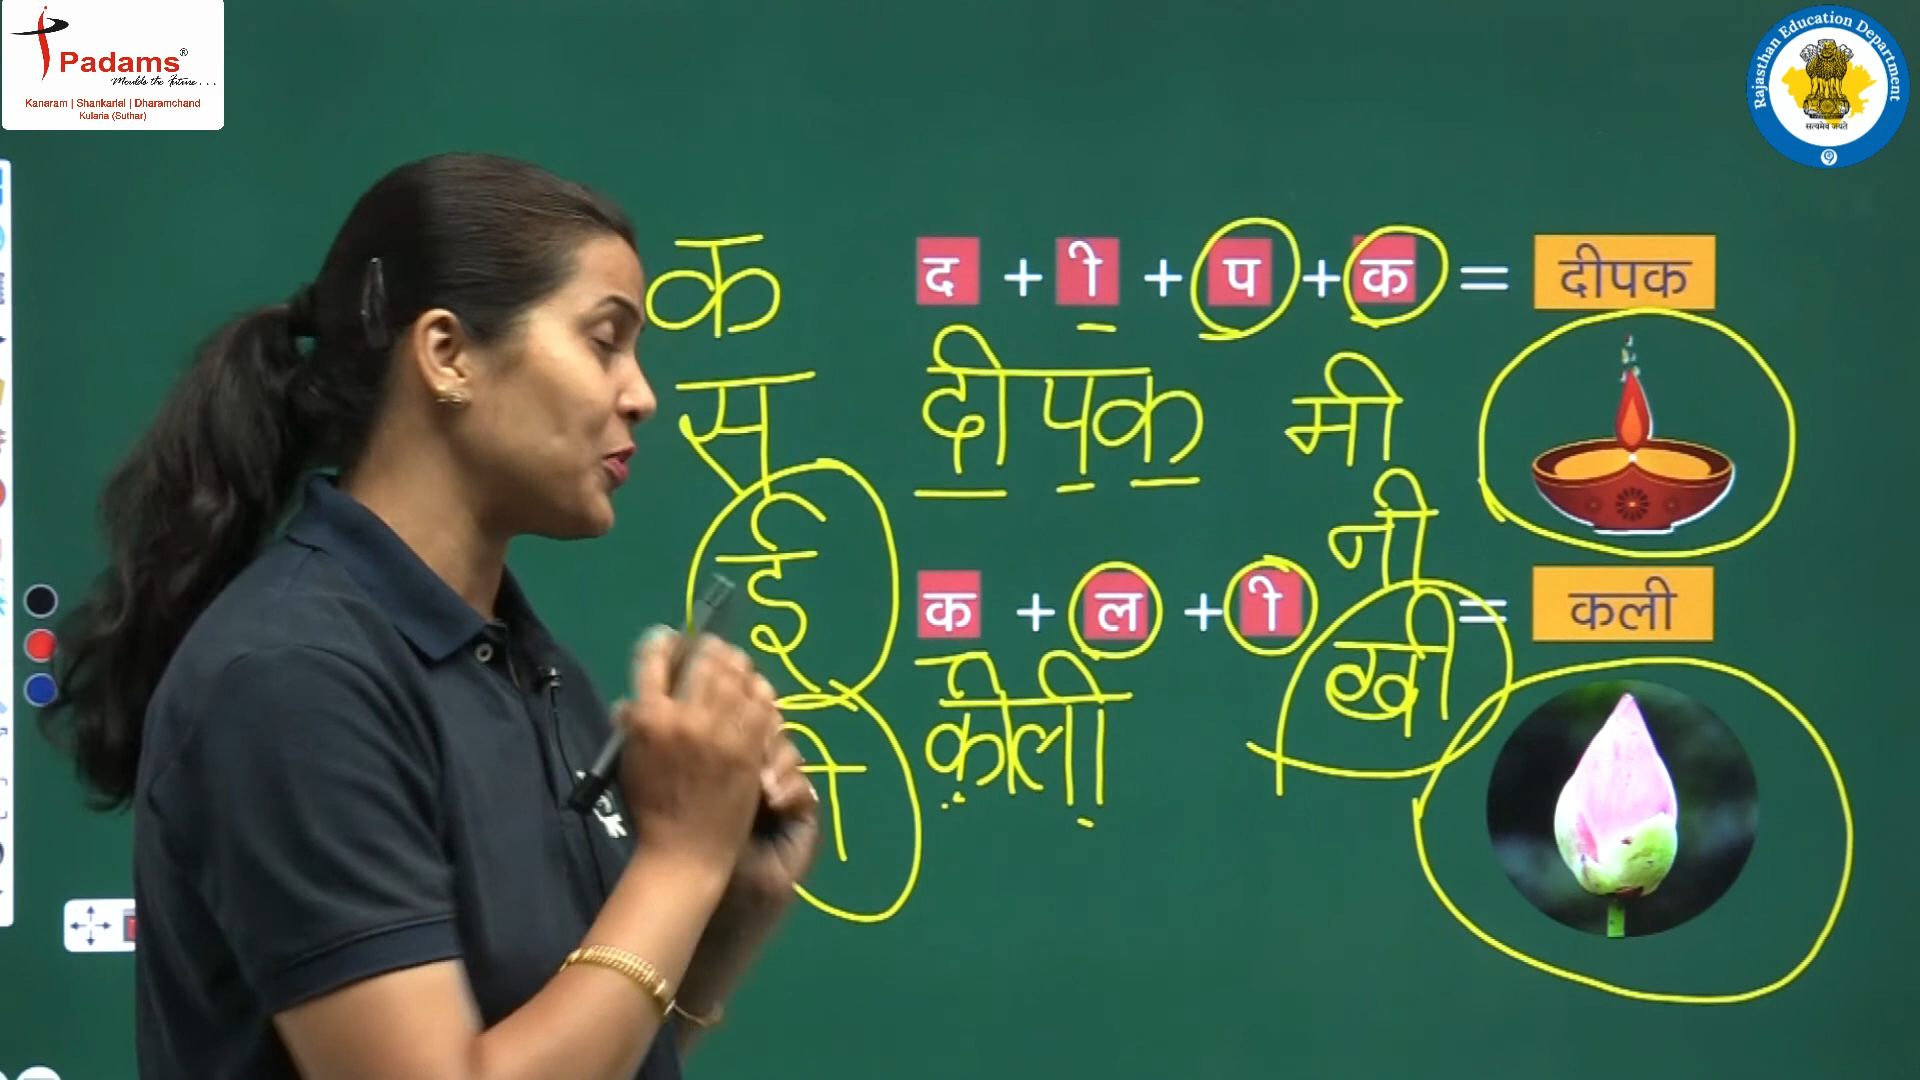 Padams®
Moulds the Future . . .
Kanaram | Shankarlal | Dharamchand
Kularia (Suthar)
Rajasthan Education Department
सत्यमेव जयते
क
स
ई
ी
द + ी + प + क = दीपक
दीपक
मी
नी
खी
क + ल + ी = कली
कीली